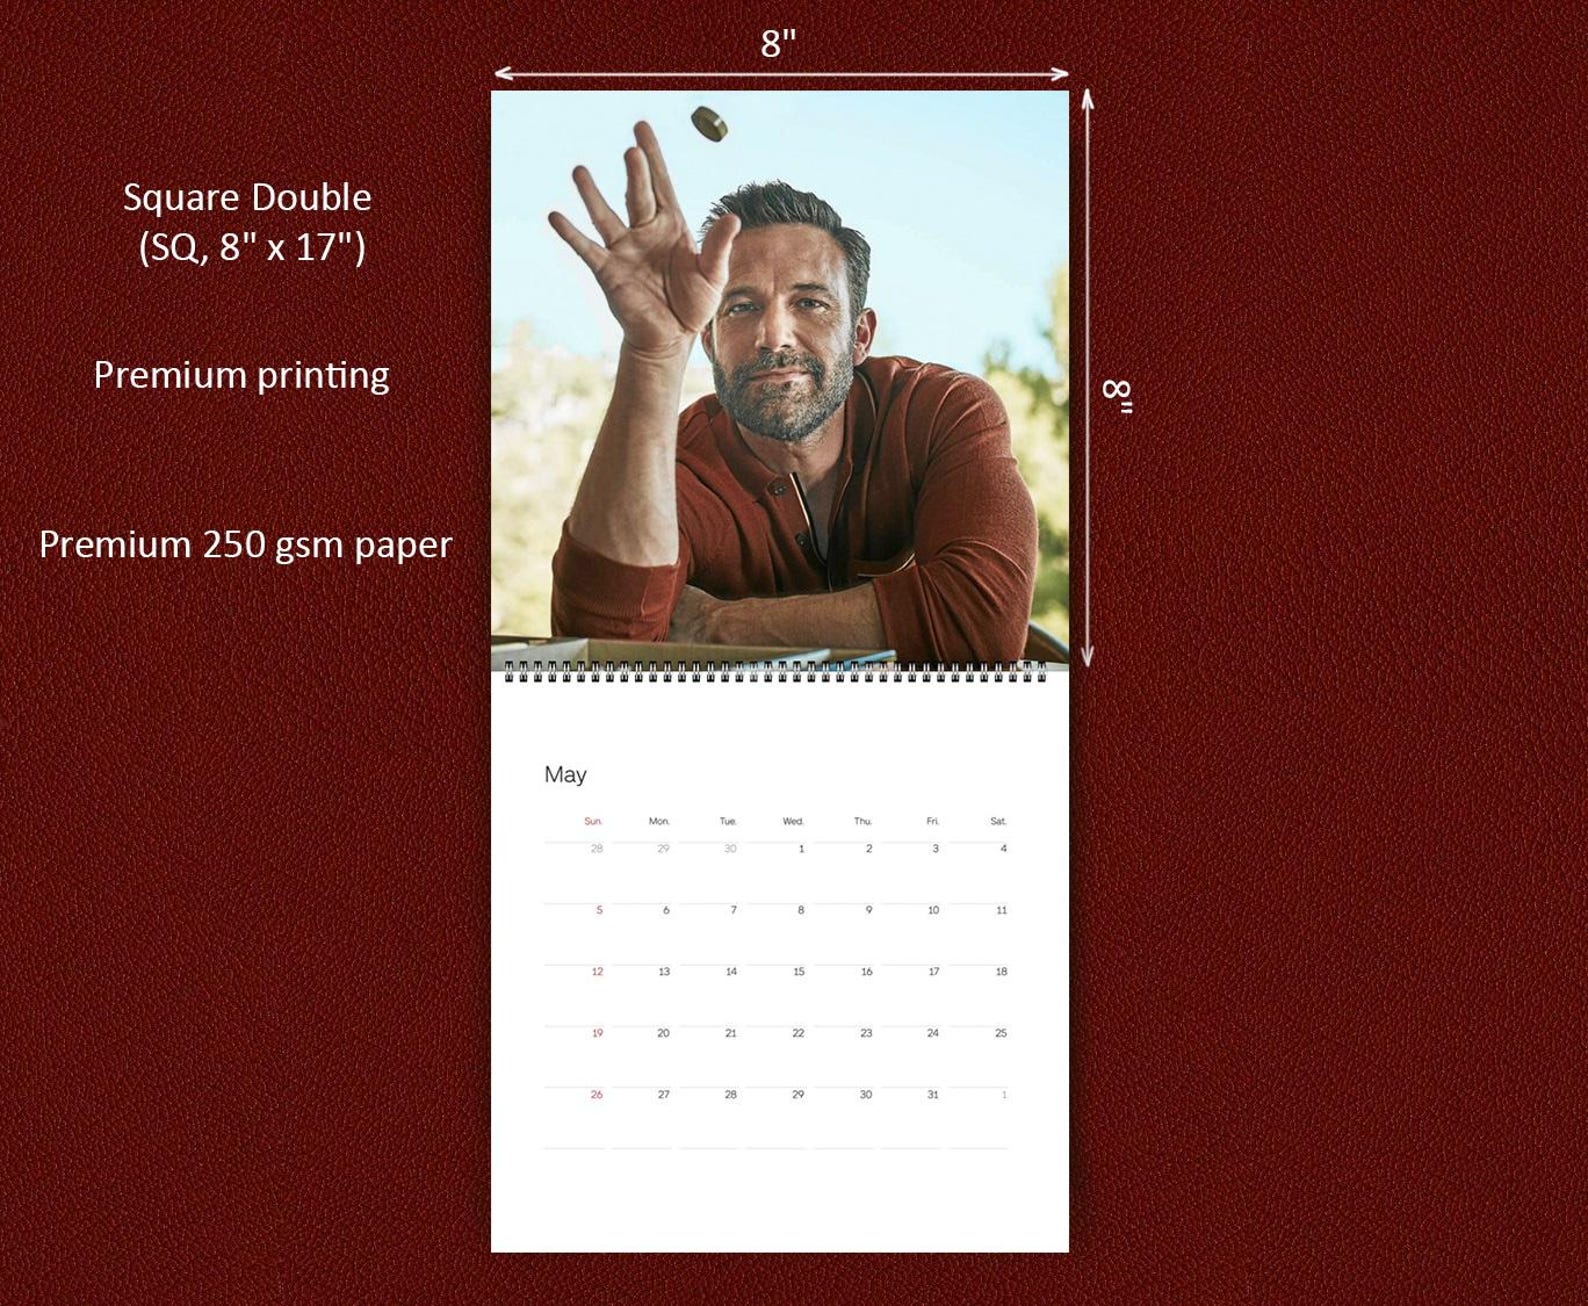 8"
8"
Square Double
(SQ, 8" x 17")
Premium printing
Premium 250 gsm paper
May
Sun. Mon. Tue. Wed. Thu. Fri. Sat.
28 29 30 1 2 3 4
5 6 7 8 9 10 11
12 13 14 15 16 17 18
19 20 21 22 23 24 25
26 27 28 29 30 31 1